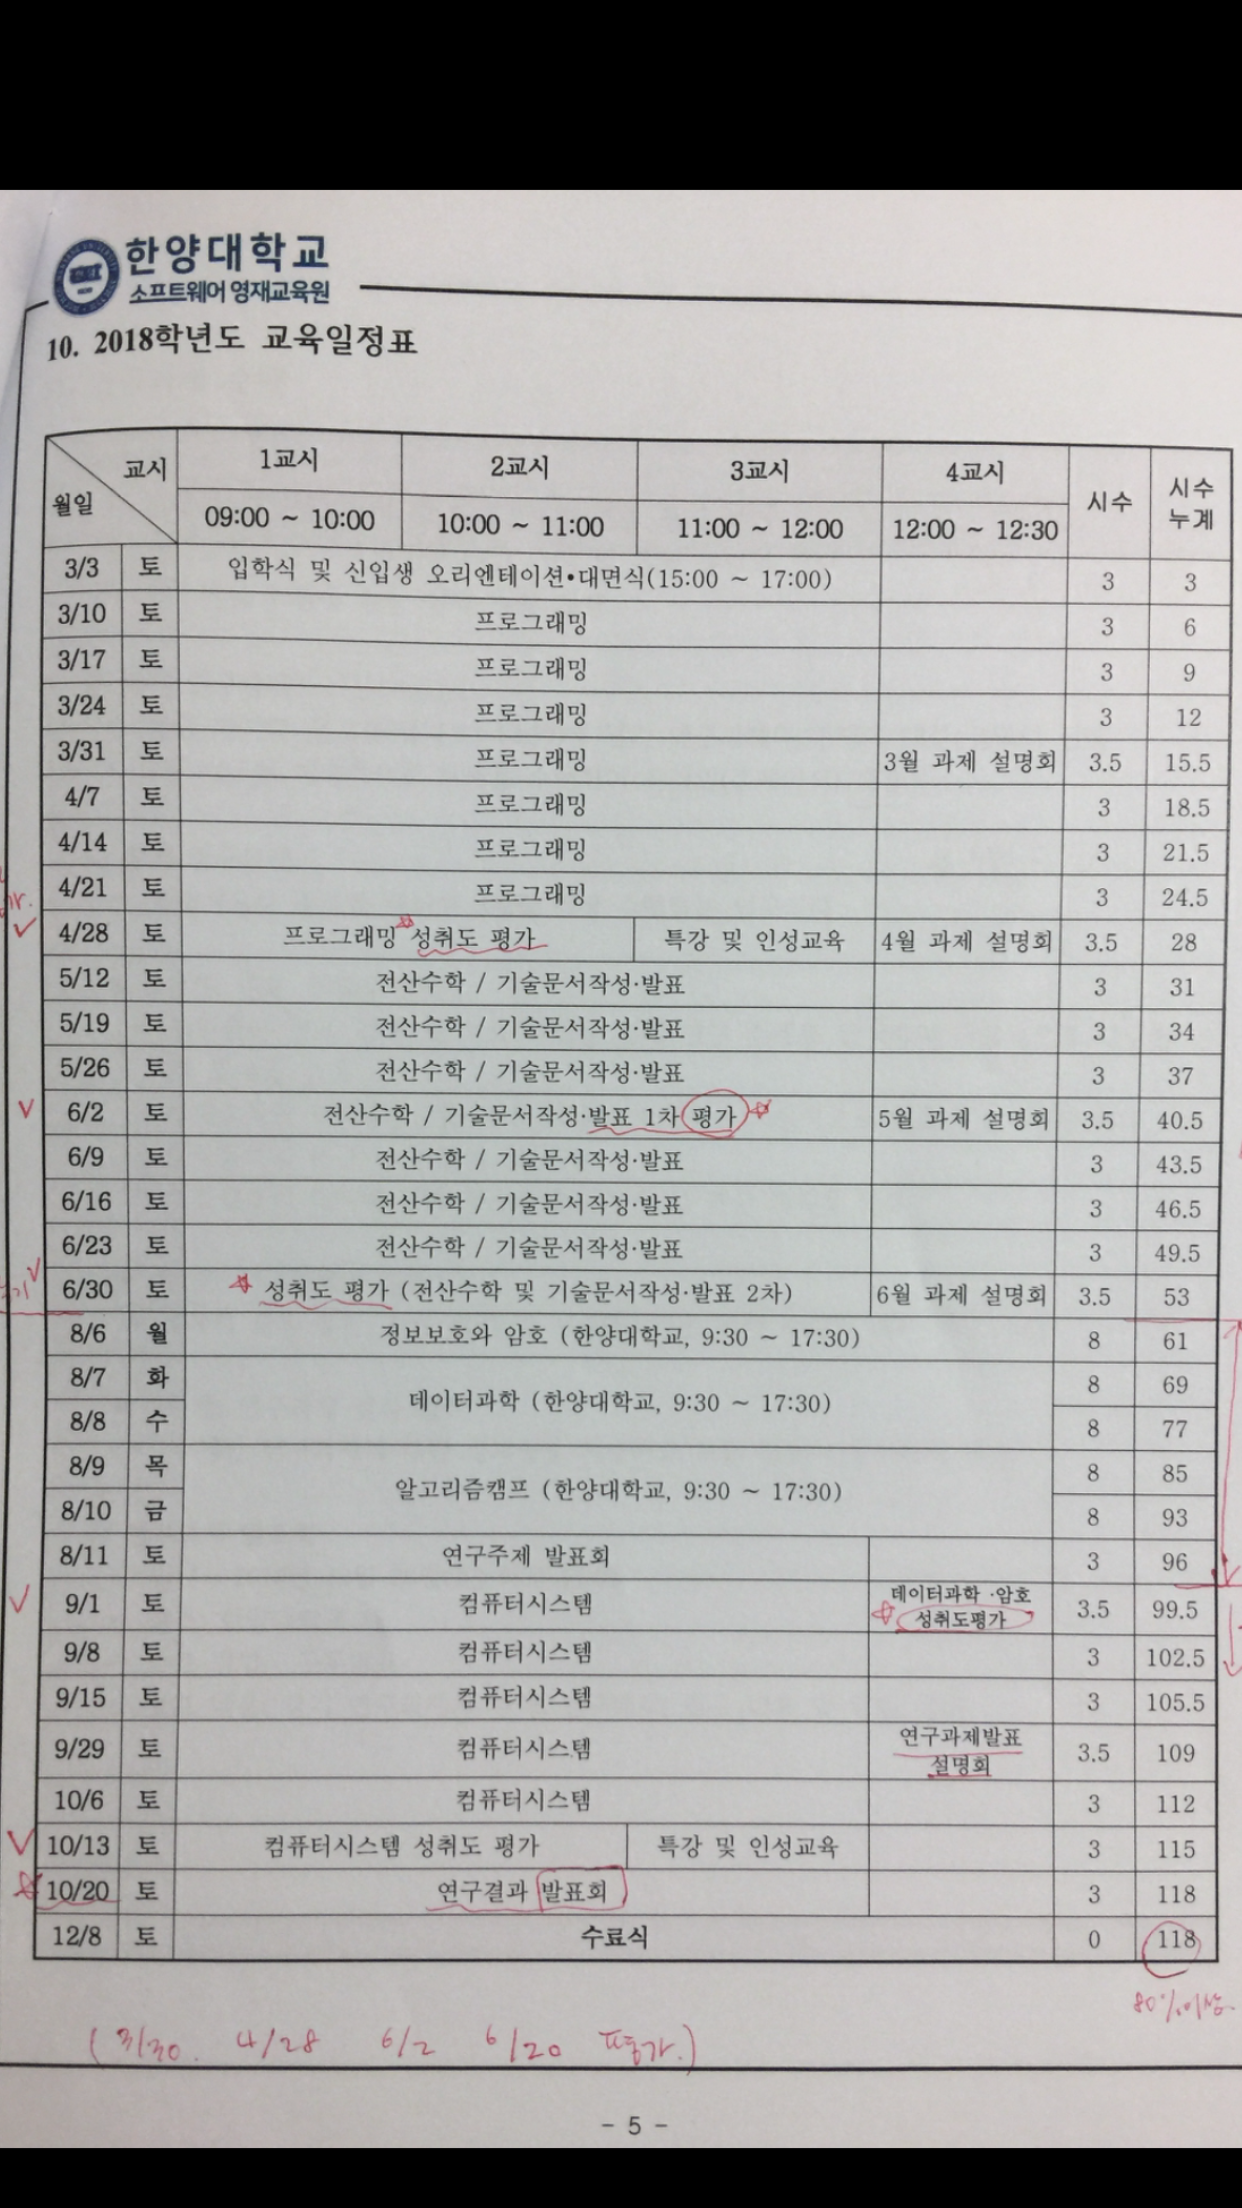 한양대학교
소프트웨어 영재교육원
10. 2018학년도 교육일정표
월일 교시 1교시 2교시 3교시 4교시 시수 시수 누계
09:00 ~ 10:00 10:00 ~ 11:00 11:00 ~ 12:00 12:00 ~ 12:30
3/3 토 입학식 및 신입생 오리엔테이션•대면식(15:00 ~ 17:00) 3 3
3/10 토 프로그래밍 3 6
3/17 토 프로그래밍 3 9
3/24 토 프로그래밍 3 12
3/31 토 프로그래밍 3월 과제 설명회 3.5 15.5
4/7 토 프로그래밍 3 18.5
4/14 토 프로그래밍 3 21.5
4/21 토 프로그래밍 3 24.5
4/28 토 프로그래밍 성취도 평가 특강 및 인성교육 4월 과제 설명회 3.5 28
5/12 토 전산수학 / 기술문서작성·발표 3 31
5/19 토 전산수학 / 기술문서작성·발표 3 34
5/26 토 전산수학 / 기술문서작성·발표 3 37
6/2 토 전산수학 / 기술문서작성·발표 1차 평가 5월 과제 설명회 3.5 40.5
6/9 토 전산수학 / 기술문서작성·발표 3 43.5
6/16 토 전산수학 / 기술문서작성·발표 3 46.5
6/23 토 전산수학 / 기술문서작성·발표 3 49.5
6/30 토 성취도 평가 (전산수학 및 기술문서작성·발표 2차) 6월 과제 설명회 3.5 53
8/6 월 정보보호와 암호 (한양대학교, 9:30 ~ 17:30) 8 61
8/7 화 데이터과학 (한양대학교, 9:30 ~ 17:30) 8 69
8/8 수 8 77
8/9 목 알고리즘캠프 (한양대학교, 9:30 ~ 17:30) 8 85
8/10 금 8 93
8/11 토 연구주제 발표회 3 96
9/1 토 컴퓨터시스템 데이터과학 ·암호 성취도평가 3.5 99.5
9/8 토 컴퓨터시스템 3 102.5
9/15 토 컴퓨터시스템 3 105.5
9/29 토 컴퓨터시스템 연구과제발표 설명회 3.5 109
10/6 토 컴퓨터시스템 3 112
10/13 토 컴퓨터시스템 성취도 평가 특강 및 인성교육 3 115
10/20 토 연구결과 발표회 3 118
12/8 토 수료식 0 118
80%이상
(3/30. 4/28 6/2 6/20 평가.)
- 5 -